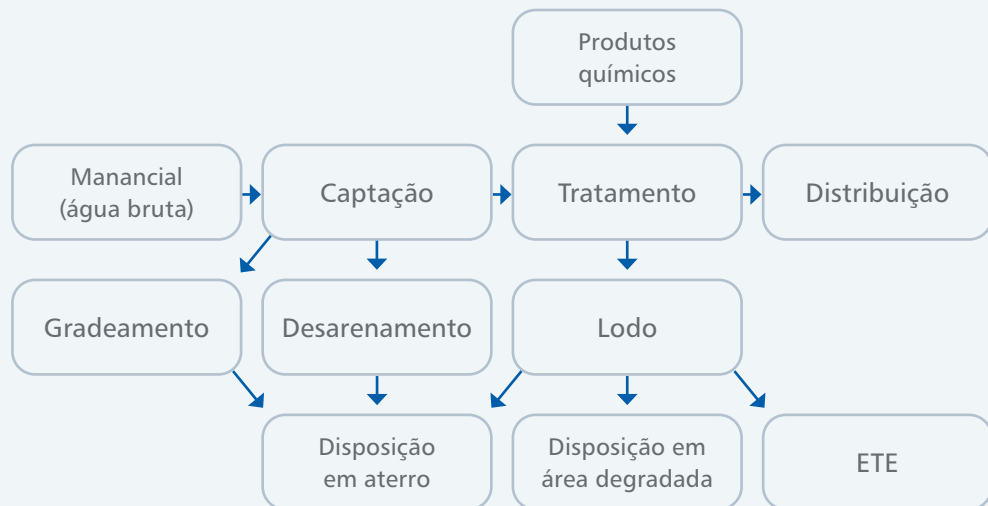 Produtos
químicos
Manancial
(água bruta)
Captação
Tratamento
Distribuição
Gradeamento
Desarenamento
Lodo
Disposição
em aterro
Disposição em
área degradada
ETE